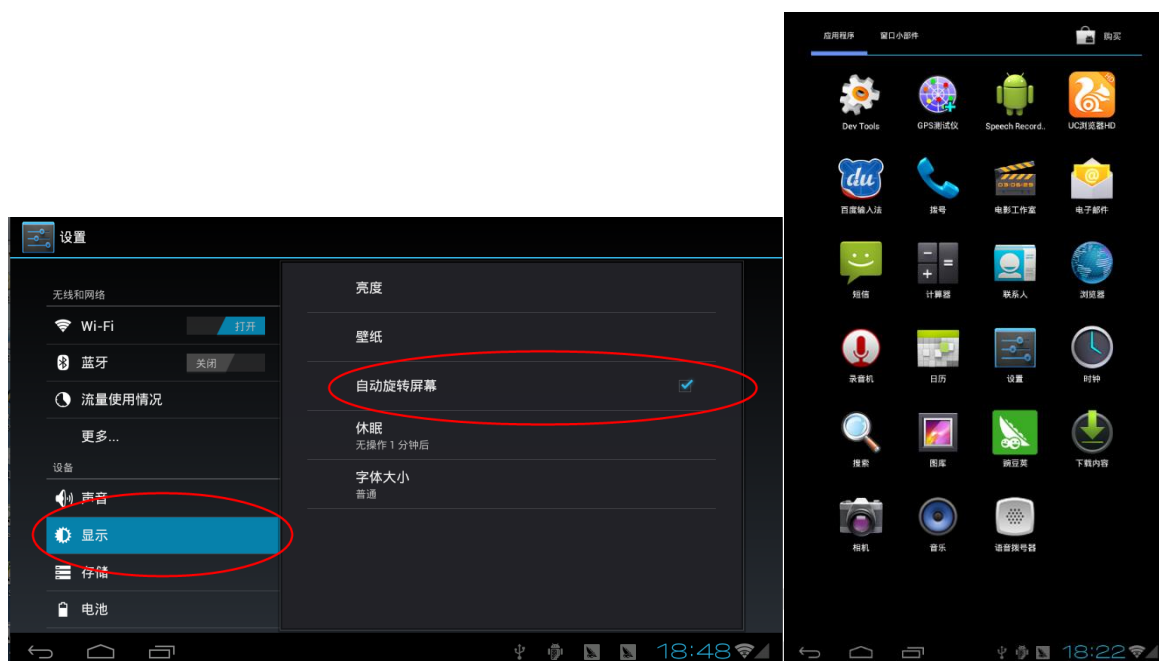 设置
无线和网络
Wi-Fi
打开
蓝牙
关闭
流量使用情况
更多...
设备
声音
显示
存储
电池
亮度
壁纸
自动旋转屏幕
休眠
无操作 1 分钟后
字体大小
普通
18:48
应用程序 窗口小部件 购买
Dev Tools GPS测试仪 Speech Record.. UC浏览器HD
du
03:08:29
百度输入法 拨号 电影工作室 电子邮件
短信 计算器 联系人 浏览器
录音机 日历 设置 时钟
搜索 图库 豌豆荚 下载内容
相机 音乐 语音拨号器
18:22